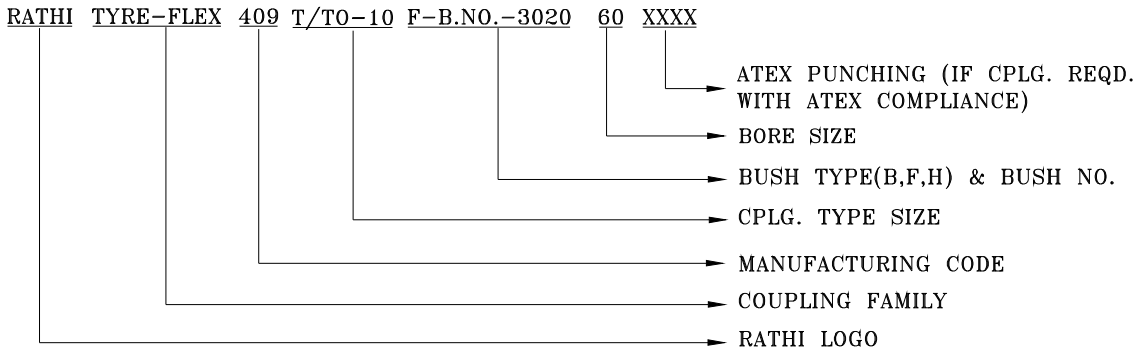 RATHI TYRE-FLEX 409 T/TO-10 F-B.NO.-3020 60 XXXX
ATEX PUNCHING (IF CPLG. REQD.
WITH ATEX COMPLIANCE)
BORE SIZE
BUSH TYPE(B,F,H) & BUSH NO.
CPLG. TYPE SIZE
MANUFACTURING CODE
COUPLING FAMILY
RATHI LOGO